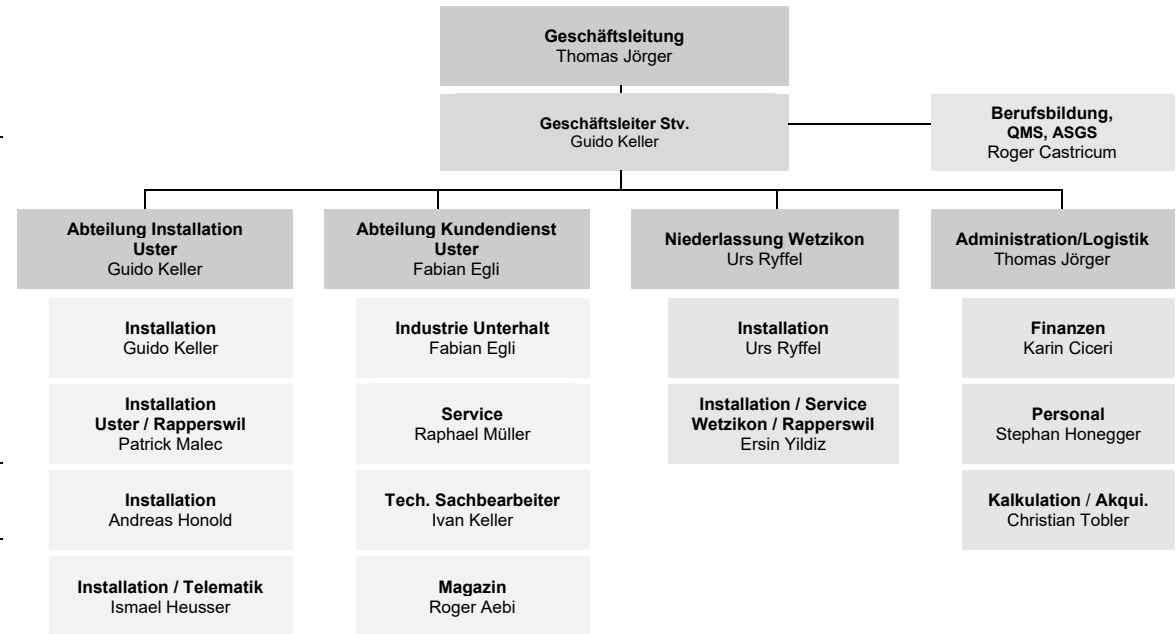 Geschäftsleitung
Thomas Jörger
Geschäftsleiter Stv.
Guido Keller
Berufsbildung,
QMS, ASGS
Roger Castricum
Abteilung Installation
Uster
Guido Keller
Installation
Guido Keller
Installation
Uster / Rapperswil
Patrick Malec
Installation
Andreas Honold
Installation / Telematik
Ismael Heusser
Abteilung Kundendienst
Uster
Fabian Egli
Industrie Unterhalt
Fabian Egli
Service
Raphael Müller
Tech. Sachbearbeiter
Ivan Keller
Magazin
Roger Aebi
Niederlassung Wetzikon
Urs Ryffel
Installation
Urs Ryffel
Installation / Service
Wetzikon / Rapperswil
Ersin Yildiz
Administration/Logistik
Thomas Jörger
Finanzen
Karin Ciceri
Personal
Stephan Honegger
Kalkulation / Akqui.
Christian Tobler